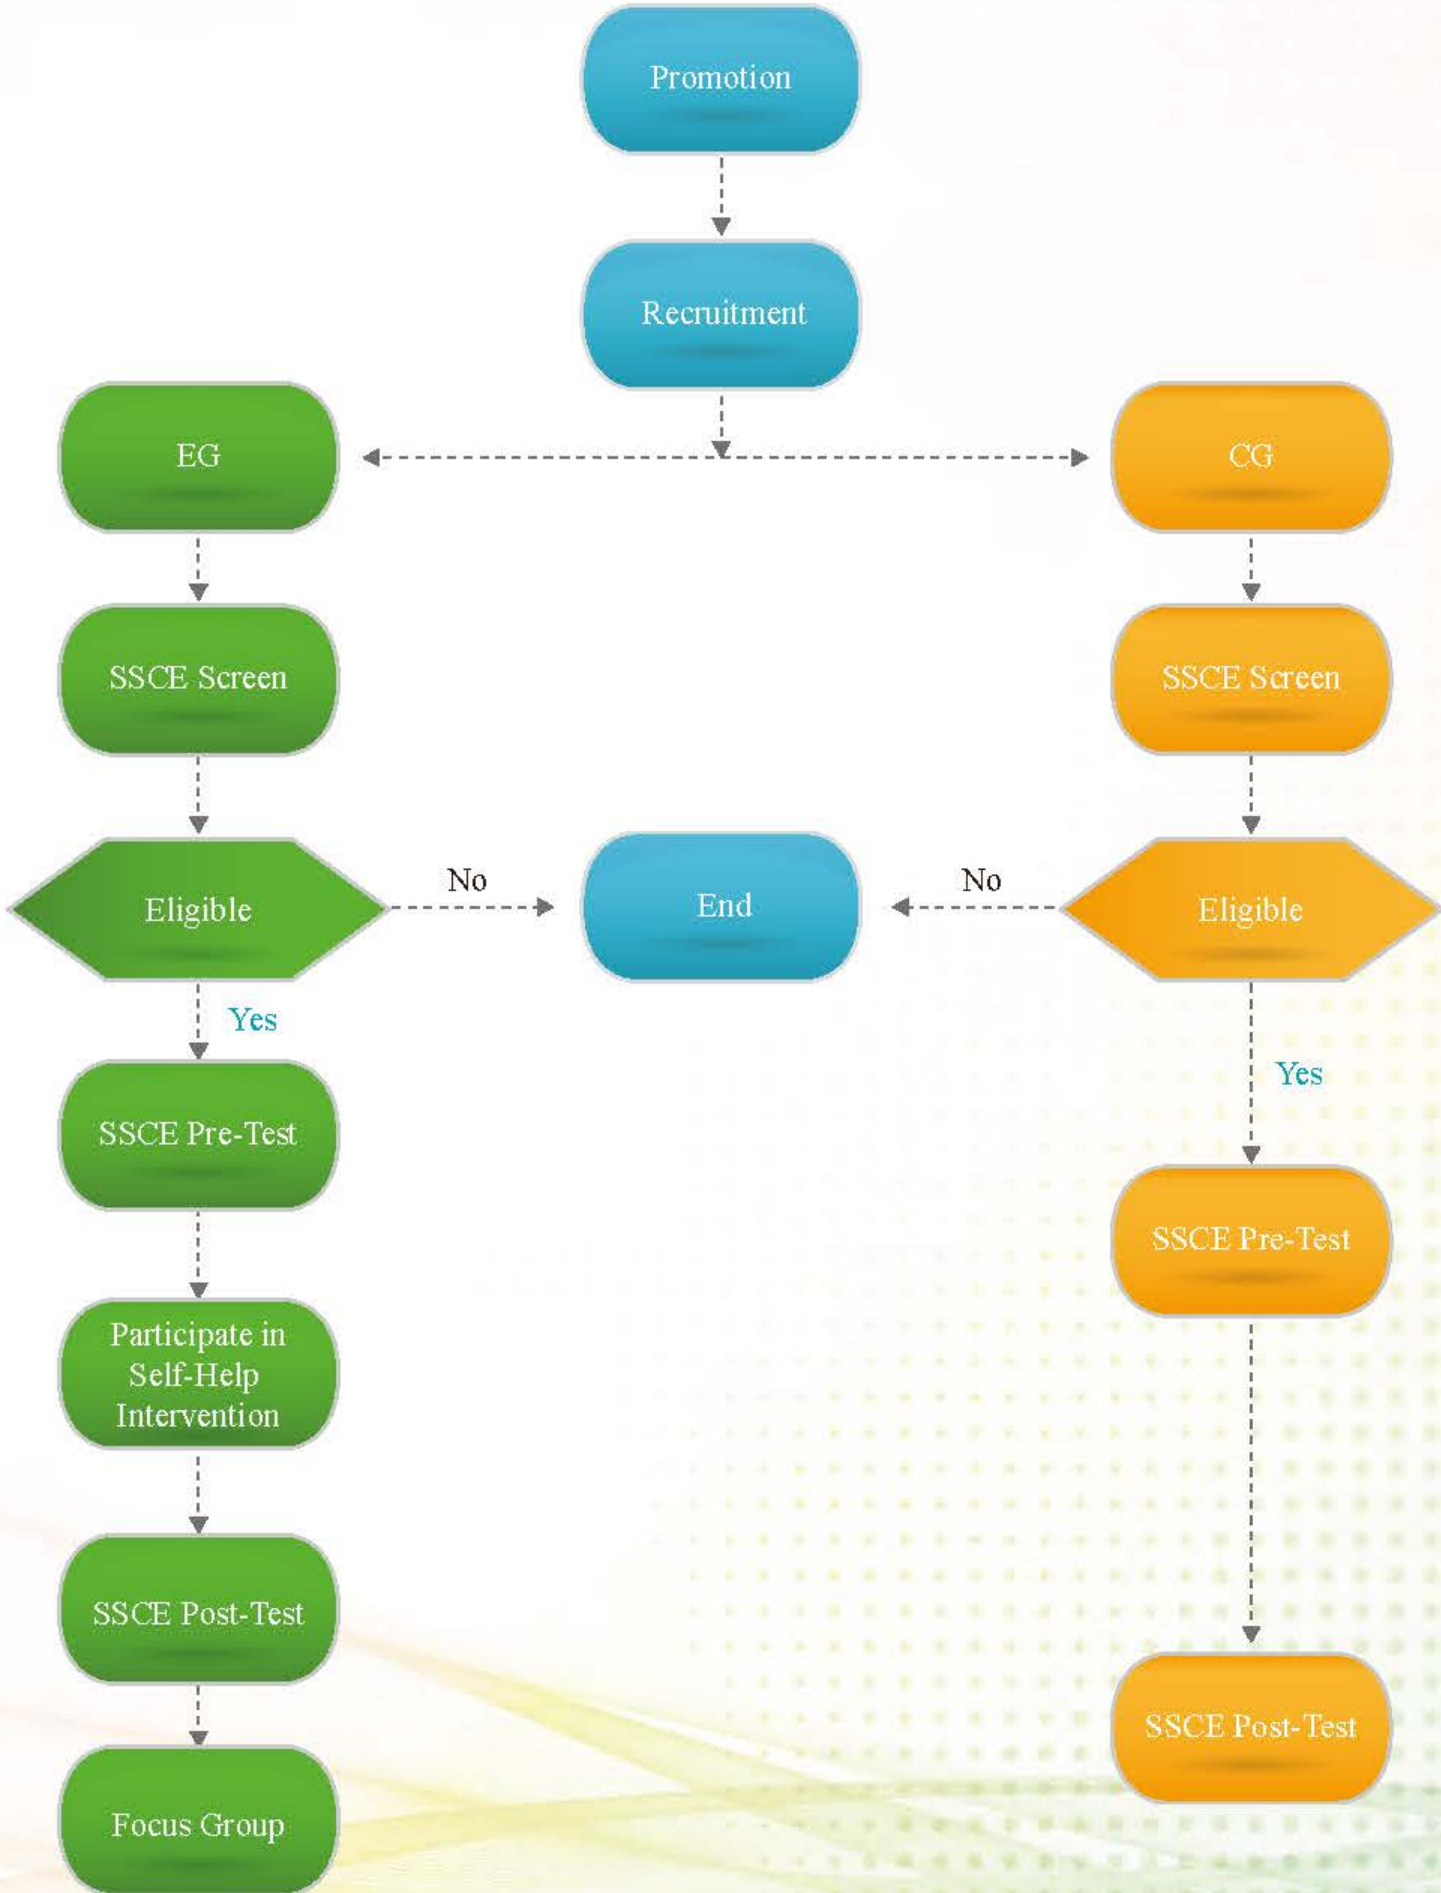 Promotion
Recruitment
EG
CG
SSCE Screen
SSCE Screen
Eligible
No
End
No
Eligible
Yes
Yes
SSCE Pre-Test
SSCE Pre-Test
Participate in
Self-Help
Intervention
SSCE Post-Test
SSCE Post-Test
Focus Group